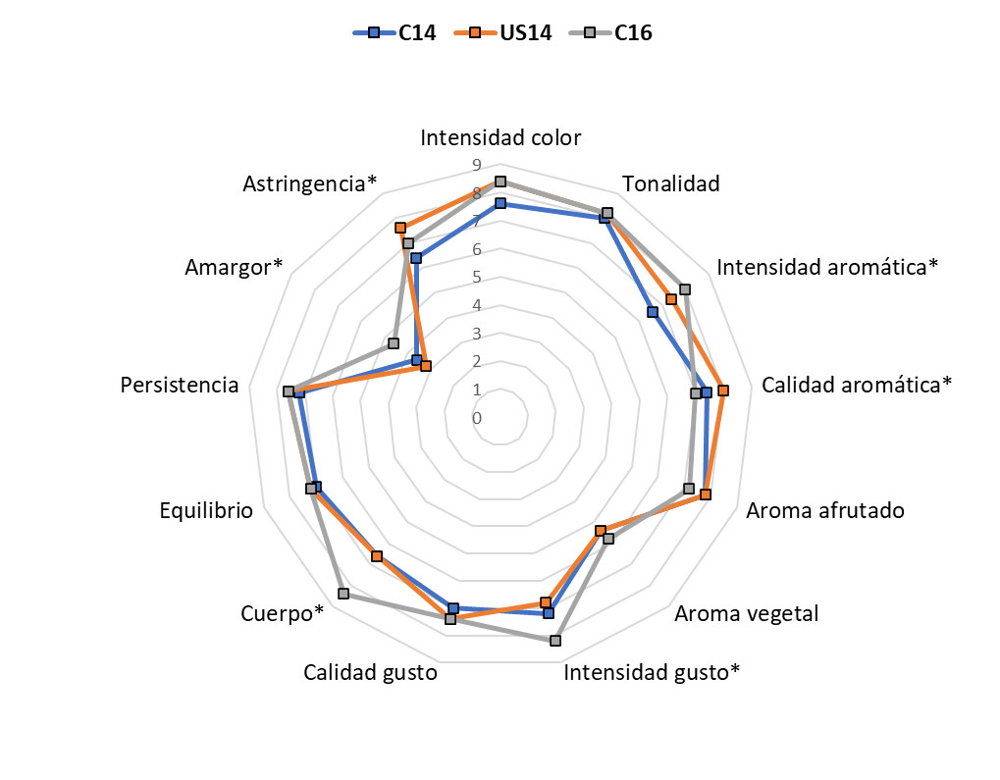 C14 US14 C16
Intensidad color
Tonalidad
Intensidad aromática*
Calidad aromática*
Aroma afrutado
Aroma vegetal
Intensidad gusto*
Calidad gusto
Cuerpo*
Equilibrio
Persistencia
Amargor*
Astringencia*
9
8
7
6
5
4
3
2
1
0